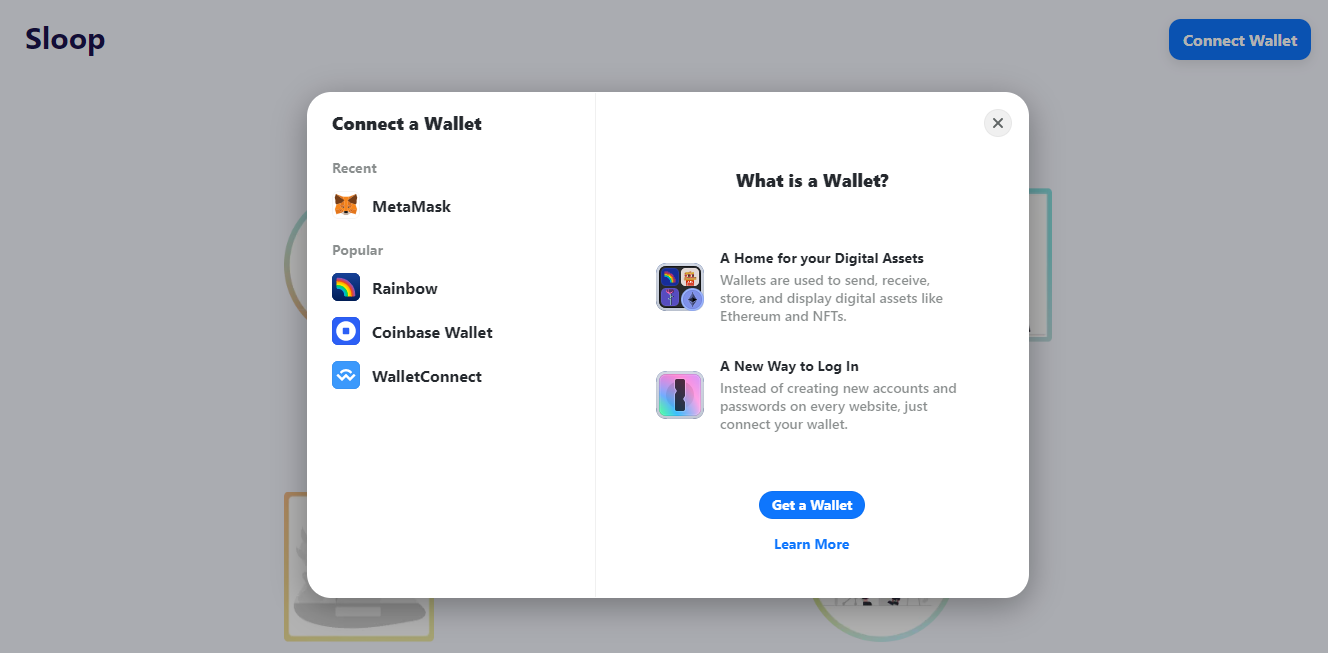 Sloop
Connect Wallet
Connect a Wallet
Recent
MetaMask
Popular
Rainbow
Coinbase Wallet
WalletConnect
What is a Wallet?
A Home for your Digital Assets
Wallets are used to send, receive,
store, and display digital assets like
Ethereum and NFTs.
A New Way to Log In
Instead of creating new accounts and
passwords on every website, just
connect your wallet.
Get a Wallet
Learn More